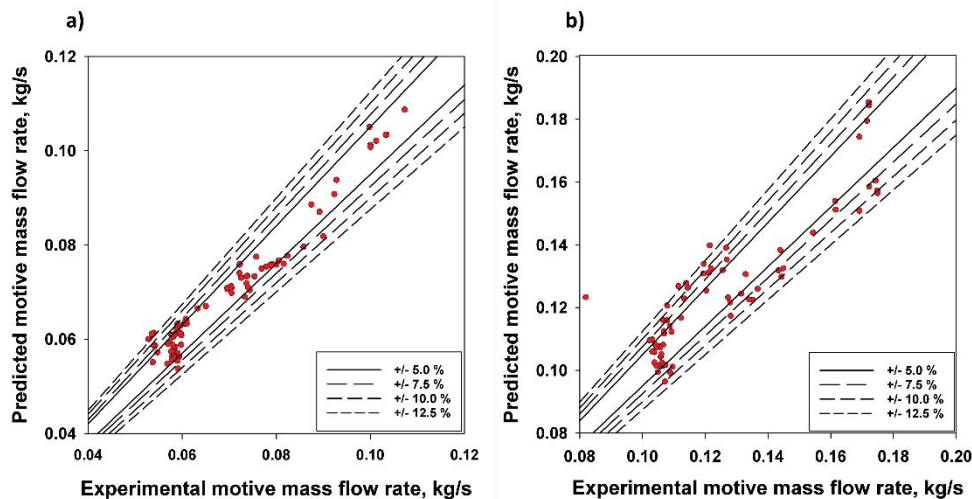 a)
Predicted motive mass flow rate, kg/s
0.12
0.10
0.08
0.06
0.04
+/- 5.0 %
+/- 7.5 %
+/- 10.0 %
+/- 12.5 %
0.04 0.06 0.08 0.10 0.12
Experimental motive mass flow rate, kg/s
b)
Predicted motive mass flow rate, kg/s
0.20
0.18
0.16
0.14
0.12
0.10
0.08
+/- 5.0 %
+/- 7.5 %
+/- 10.0 %
+/- 12.5 %
0.08 0.10 0.12 0.14 0.16 0.18 0.20
Experimental motive mass flow rate, kg/s